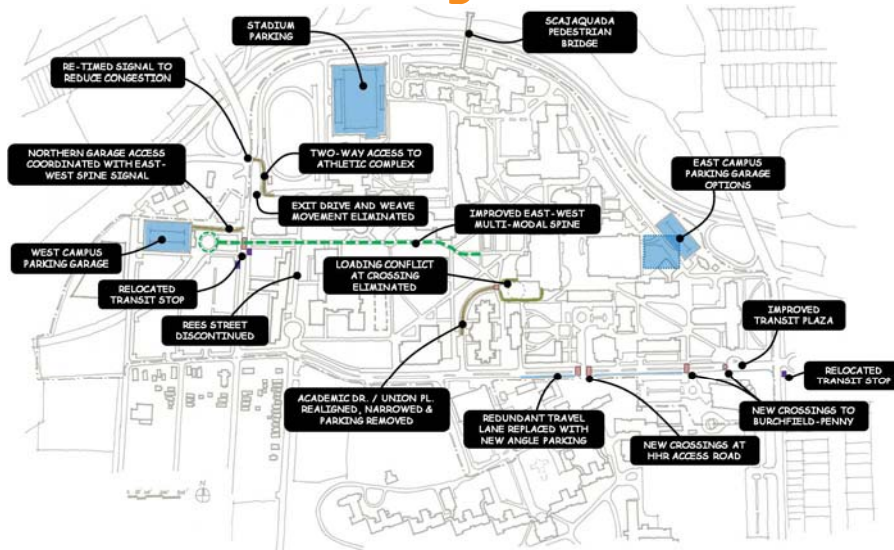 STADIUM
PARKING
SCAJAQUADA
PEDESTRIAN
BRIDGE
RE-TIMED SIGNAL TO
REDUCE CONGESTION
NORTHERN GARAGE ACCESS
COORDINATED WITH EAST-
WEST SPINE SIGNAL
TWO-WAY ACCESS TO
ATHLETIC COMPLEX
EAST CAMPUS
PARKING GARAGE
OPTIONS
EXIT DRIVE AND WEAVE
MOVEMENT ELIMINATED
IMPROVED EAST-WEST
MULTI-MODAL SPINE
WEST CAMPUS
PARKING GARAGE
LOADING CONFLICT
AT CROSSING
ELIMINATED
RELOCATED
TRANSIT STOP
REES STREET
DISCONTINUED
IMPROVED
TRANSIT PLAZA
RELOCATED
TRANSIT STOP
ACADEMIC DR. / UNION PL.
REALIGNED, NARROWED &
PARKING REMOVED
REDUNDANT TRAVEL
LANE REPLACED WITH
NEW ANGLE PARKING
NEW CROSSINGS TO
BURCHFIELD-PENNY
NEW CROSSINGS AT
HHR ACCESS ROAD